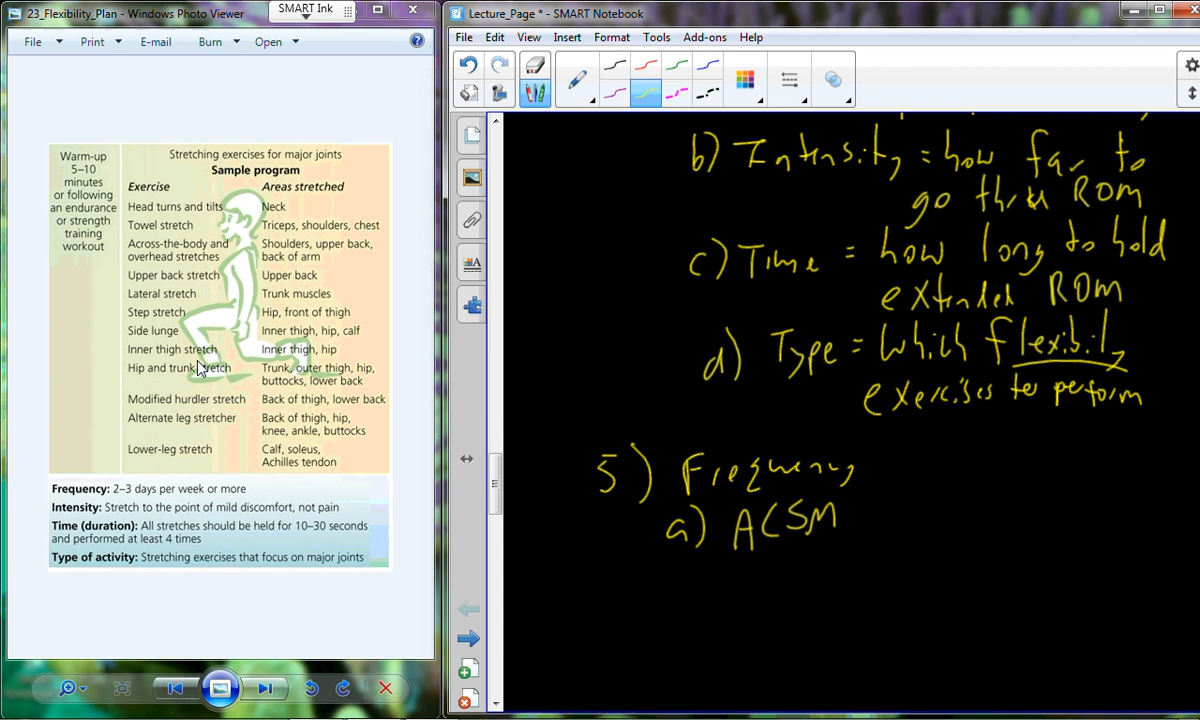 23_Flexibility_Plan - Windows Photo Viewer
SMART Ink
File Print E-mail Burn Open
Warm-up
5–10
minutes
or following
an endurance
or strength
training
workout
Stretching exercises for major joints
Sample program
Exercise Areas stretched
Head turns and tilts Neck
Towel stretch Triceps, shoulders, chest
Across-the-body and Shoulders, upper back,
overhead stretches back of arm
Upper back stretch Upper back
Lateral stretch Trunk muscles
Step stretch Hip, front of thigh
Side lunge Inner thigh, hip, calf
Inner thigh stretch Inner thigh, hip
Hip and trunk stretch Trunk, outer thigh, hip,
buttocks, lower back
Modified hurdler stretch Back of thigh, lower back
Alternate leg stretcher Back of thigh, hip,
knee, ankle, buttocks
Lower-leg stretch Calf, soleus,
Achilles tendon
Frequency: 2–3 days per week or more
Intensity: Stretch to the point of mild discomfort, not pain
Time (duration): All stretches should be held for 10–30 seconds
and performed at least 4 times
Type of activity: Stretching exercises that focus on major joints
Lecture_Page * - SMART Notebook
File Edit View Insert Format Tools Add-ons Help
b) Intensity = how far to
go thru ROM
c) Time = how long to hold
extended ROM
d) Type = which flexibility
exercises to perform
5) Frequency
a) ACSM